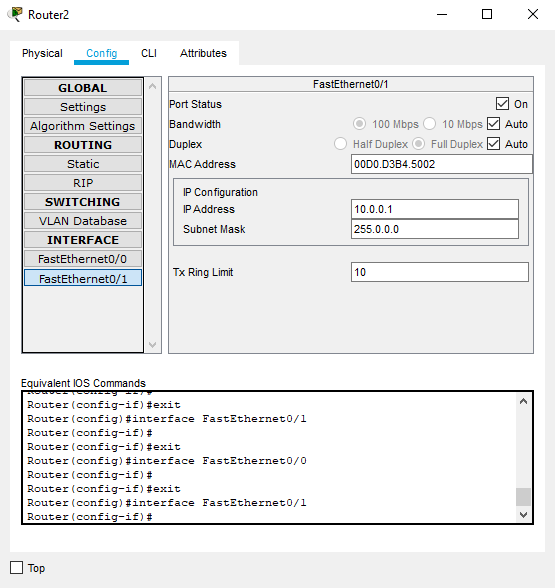 Router2
Physical Config CLI Attributes
GLOBAL
Settings
Algorithm Settings
ROUTING
Static
RIP
SWITCHING
VLAN Database
INTERFACE
FastEthernet0/0
FastEthernet0/1
FastEthernet0/1
Port Status On
Bandwidth 100 Mbps 10 Mbps Auto
Duplex Half Duplex Full Duplex Auto
MAC Address 00D0.D3B4.5002
IP Configuration
IP Address 10.0.0.1
Subnet Mask 255.0.0.0
Tx Ring Limit 10
Equivalent IOS Commands
Router(config-if)#
Router(config-if)#exit
Router(config)#interface FastEthernet0/1
Router(config-if)#
Router(config-if)#exit
Router(config)#interface FastEthernet0/0
Router(config-if)#
Router(config-if)#exit
Router(config)#interface FastEthernet0/1
Router(config-if)#
Top